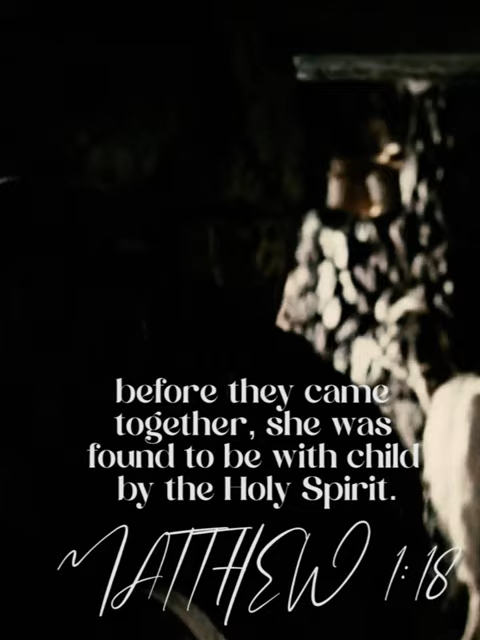 before they came
together, she was
found to be with child
by the Holy Spirit.
MATTHEW 1:18